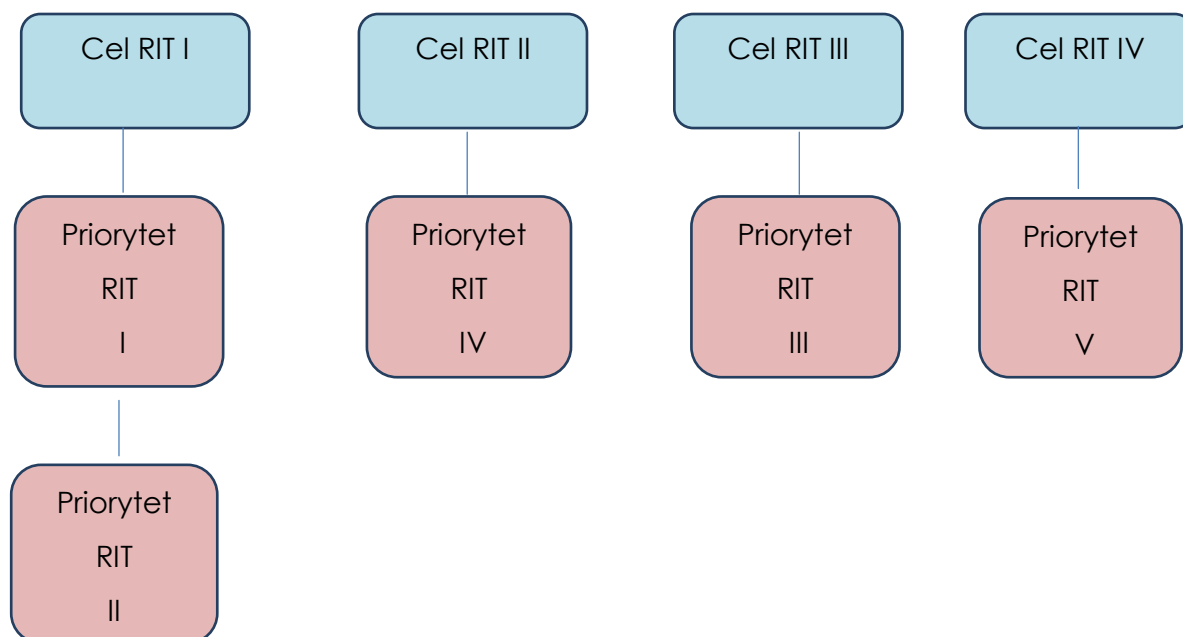 Cel RIT I
Cel RIT II
Cel RIT III
Cel RIT IV
Priorytet
RIT
I
Priorytet
RIT
IV
Priorytet
RIT
III
Priorytet
RIT
V
Priorytet
RIT
II